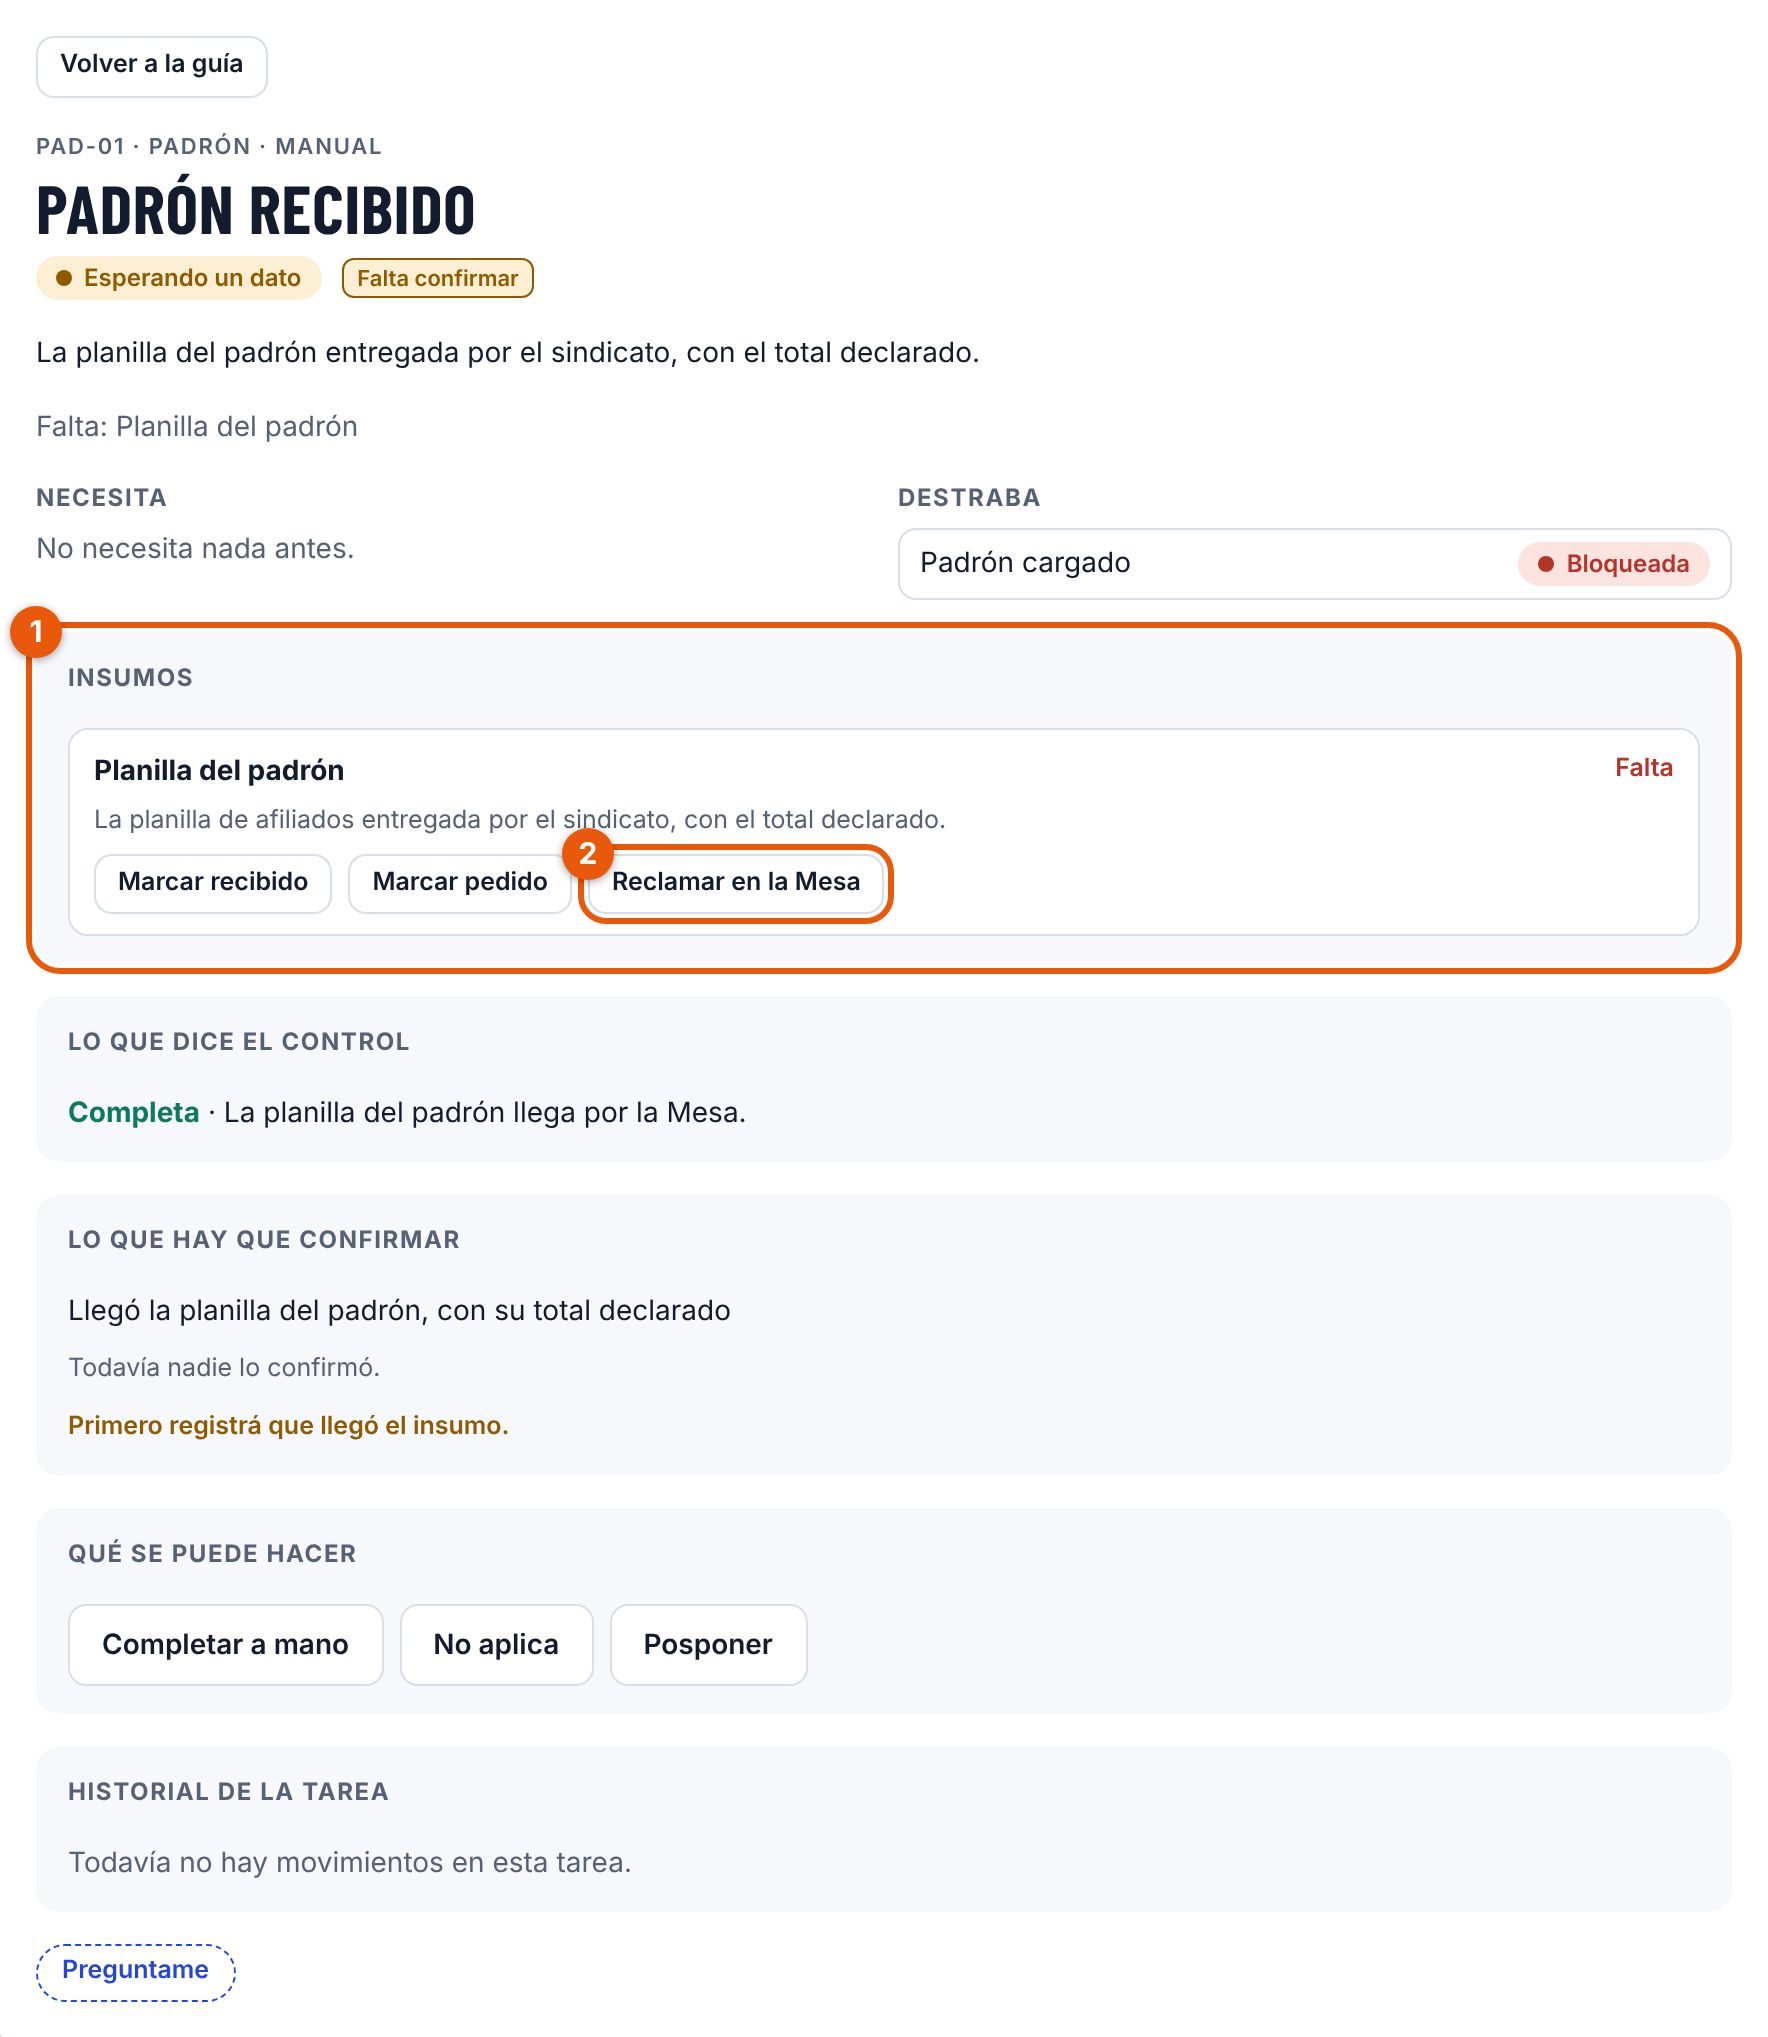 Volver a la guía
PAD-01 · PADRÓN · MANUAL
PADRÓN RECIBIDO
Esperando un dato
Falta confirmar
La planilla del padrón entregada por el sindicato, con el total declarado.
Falta: Planilla del padrón
NECESITA
No necesita nada antes.
DESTRABA
Padrón cargado
Bloqueada
1
INSUMOS
Planilla del padrón
Falta
La planilla de afiliados entregada por el sindicato, con el total declarado.
Marcar recibido
Marcar pedido
2
Reclamar en la Mesa
LO QUE DICE EL CONTROL
Completa · La planilla del padrón llega por la Mesa.
LO QUE HAY QUE CONFIRMAR
Llegó la planilla del padrón, con su total declarado
Todavía nadie lo confirmó.
Primero registrá que llegó el insumo.
QUÉ SE PUEDE HACER
Completar a mano
No aplica
Posponer
HISTORIAL DE LA TAREA
Todavía no hay movimientos en esta tarea.
Preguntame